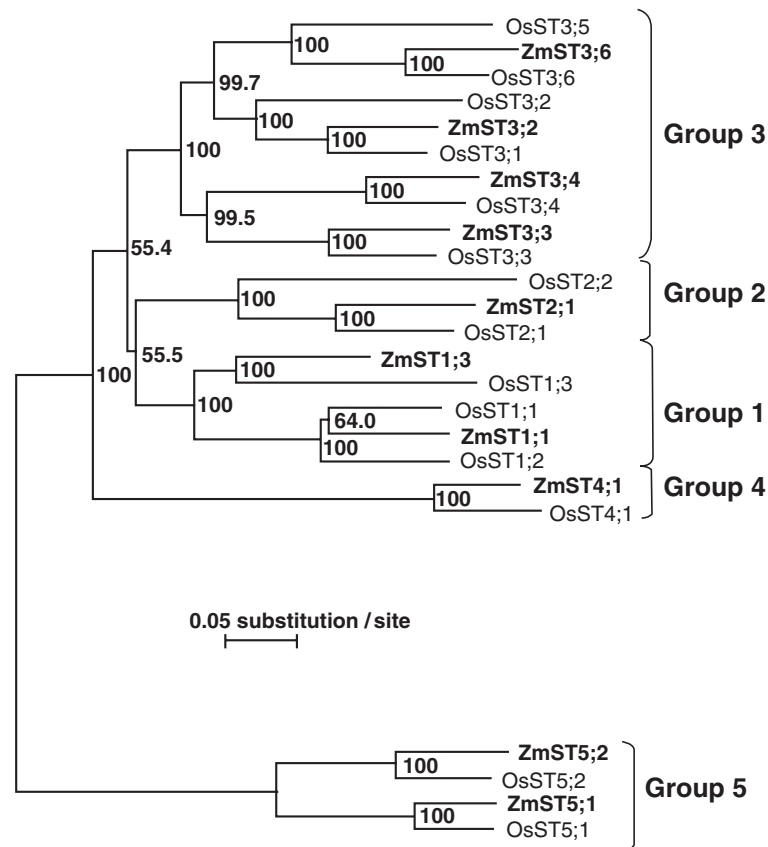 OsST3;5
100
ZmST3;6
100
OsST3;6
99.7
OsST3;2
100
ZmST3;2
100
OsST3;1
Group 3
100
ZmST3;4
100
OsST3;4
99.5
ZmST3;3
100
OsST3;3
55.4
OsST2;2
100
ZmST2;1
100
OsST2;1
Group 2
55.5
ZmST1;3
100
OsST1;3
100
100
OsST1;1
64.0
ZmST1;1
100
OsST1;2
Group 1
ZmST4;1
100
OsST4;1
Group 4
0.05 substitution / site
ZmST5;2
100
OsST5;2
ZmST5;1
100
OsST5;1
Group 5